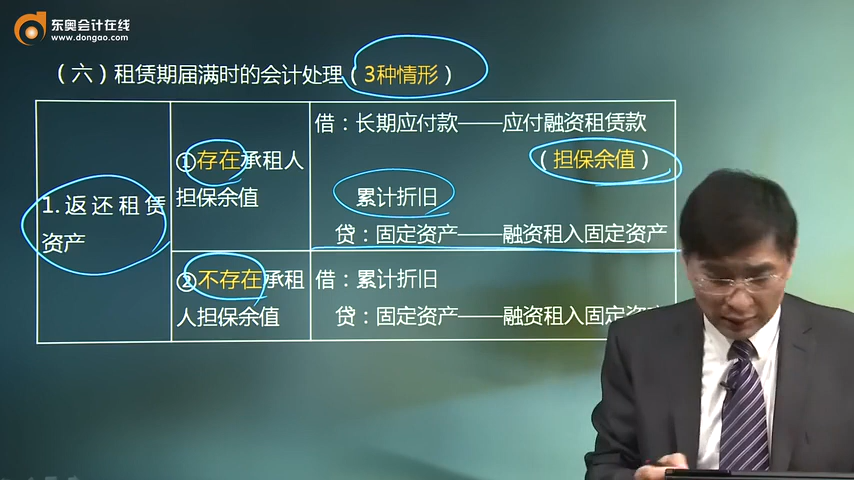 东奥会计在线
www.dongao.com
（六）租赁期届满时的会计处理（3种情形）
1.返还租赁
资产
①存在承租人
担保余值
借：长期应付款——应付融资租赁款
（担保余值）
累计折旧
贷：固定资产——融资租入固定资产
②不存在承租
人担保余值
借：累计折旧
贷：固定资产——融资租入固定资产